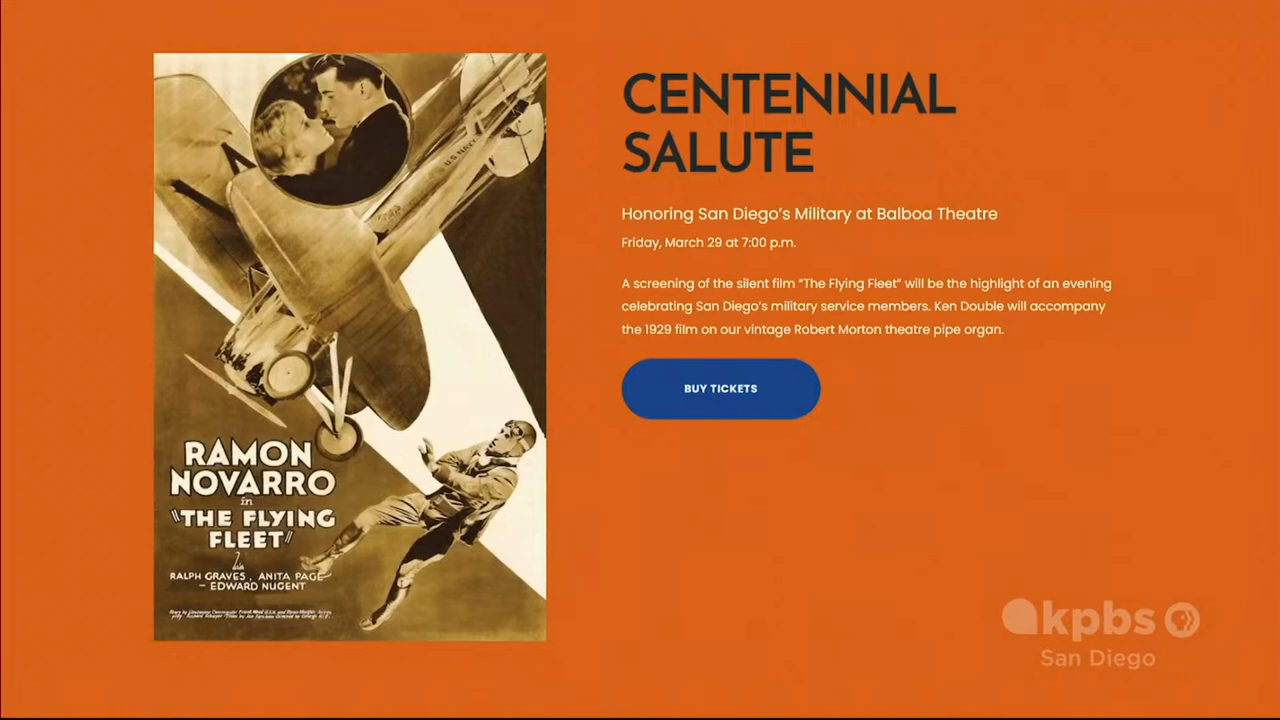 CENTENNIAL
SALUTE
Honoring San Diego's Military at Balboa Theatre
Friday, March 29 at 7:00 p.m.
A screening of the silent film “The Flying Fleet” will be the highlight of an evening
celebrating San Diego's military service members. Ken Double will accompany
the 1929 film on our vintage Robert Morton theatre pipe organ.
BUY TICKETS
U.S. NAVY
RAMON
NOVARRO
in
"THE FLYING
FLEET"
with
RALPH GRAVES, ANITA PAGE
– EDWARD NUGENT
kpbs
San Diego